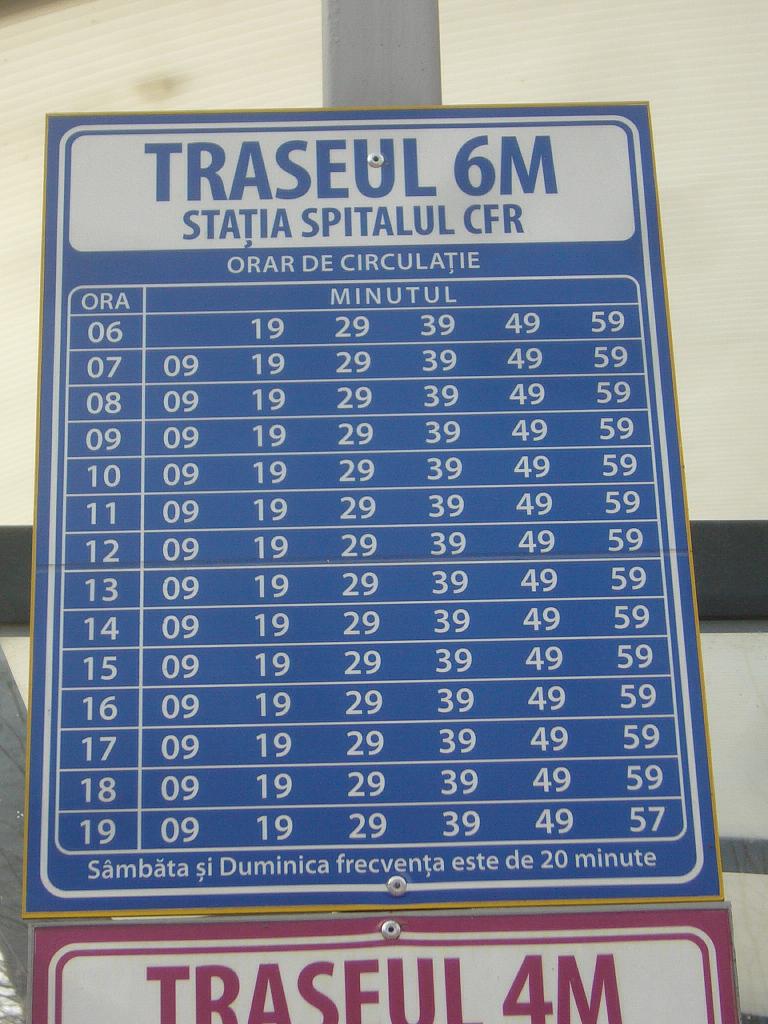 TRASEUL 6M
STAȚIA SPITALUL CFR
ORAR DE CIRCULAȚIE
ORA MINUTUL
06 19 29 39 49 59
07 09 19 29 39 49 59
08 09 19 29 39 49 59
09 09 19 29 39 49 59
10 09 19 29 39 49 59
11 09 19 29 39 49 59
12 09 19 29 39 49 59
13 09 19 29 39 49 59
14 09 19 29 39 49 59
15 09 19 29 39 49 59
16 09 19 29 39 49 59
17 09 19 29 39 49 59
18 09 19 29 39 49 59
19 09 19 29 39 49 57
Sâmbăta și Duminica frecvența este de 20 minute
TRASEUL 4M